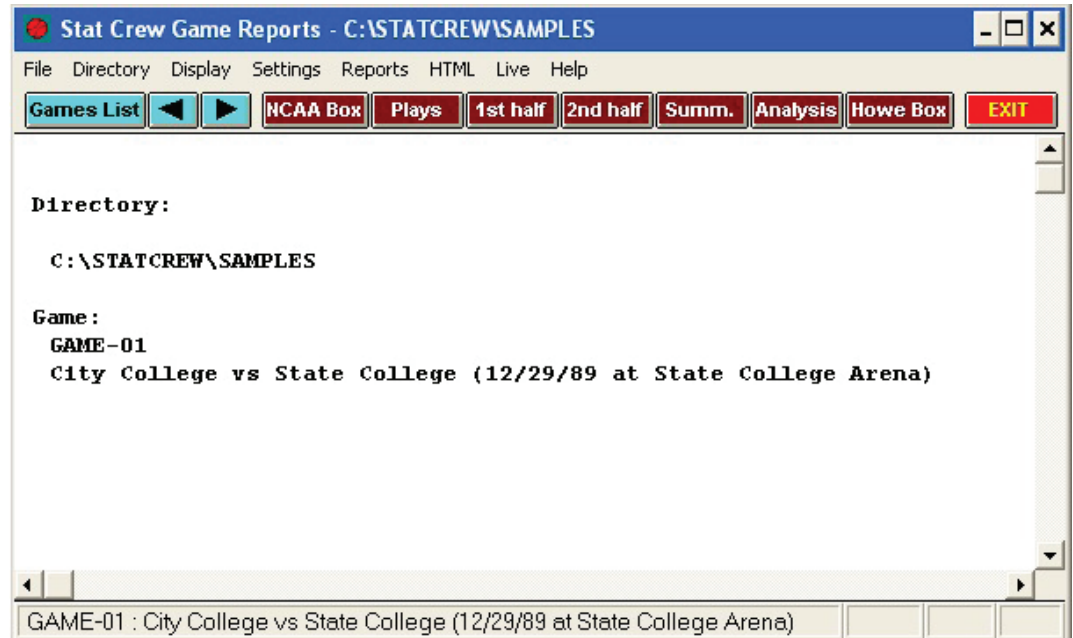 Stat Crew Game Reports - C:\STATCREW\SAMPLES
File Directory Display Settings Reports HTML Live Help
Games List NCAA Box Plays 1st half 2nd half Summ. Analysis Howe Box EXIT
Directory:
C:\STATCREW\SAMPLES
Game:
GAME-01
City College vs State College (12/29/89 at State College Arena)
GAME-01 : City College vs State College (12/29/89 at State College Arena)